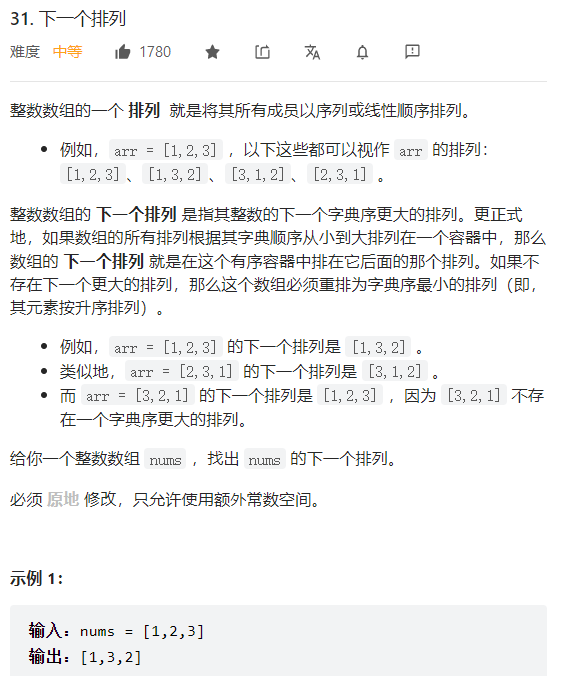 31. 下一个排列
难度 中等 1780
整数数组的一个 排列 就是将其所有成员以序列或线性顺序排列。
• 例如，arr = [1,2,3] ，以下这些都可以视作 arr 的排列：
[1,2,3]、[1,3,2]、[3,1,2]、[2,3,1] 。
整数数组的 下一个排列 是指其整数的下一个字典序更大的排列。更正式
地，如果数组的所有排列根据其字典顺序从小到大排列在一个容器中，那么
数组的 下一个排列 就是在这个有序容器中排在它后面的那个排列。如果不
存在下一个更大的排列，那么这个数组必须重排为字典序最小的排列（即，
其元素按升序排列）。
• 例如，arr = [1,2,3] 的下一个排列是 [1,3,2] 。
• 类似地，arr = [2,3,1] 的下一个排列是 [3,1,2] 。
• 而 arr = [3,2,1] 的下一个排列是 [1,2,3] ，因为 [3,2,1] 不存
在一个字典序更大的排列。
给你一个整数数组 nums ，找出 nums 的下一个排列。
必须 原地 修改，只允许使用额外常数空间。
示例 1：
输入：nums = [1,2,3]
输出：[1,3,2]